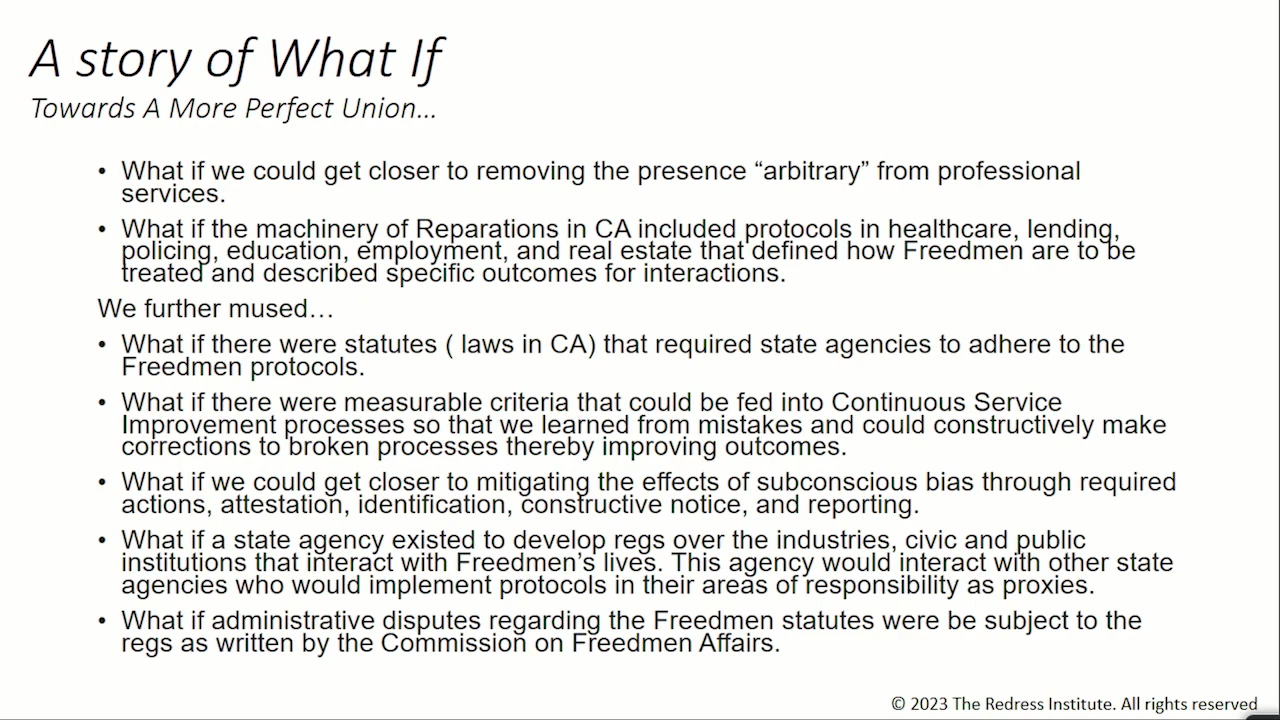 A story of What If
Towards A More Perfect Union...
• What if we could get closer to removing the presence “arbitrary” from professional
services.
• What if the machinery of Reparations in CA included protocols in healthcare, lending,
policing, education, employment, and real estate that defined how Freedmen are to be
treated and described specific outcomes for interactions.
We further mused…
• What if there were statutes ( laws in CA) that required state agencies to adhere to the
Freedmen protocols.
• What if there were measurable criteria that could be fed into Continuous Service
Improvement processes so that we learned from mistakes and could constructively make
corrections to broken processes thereby improving outcomes.
• What if we could get closer to mitigating the effects of subconscious bias through required
actions, attestation, identification, constructive notice, and reporting.
• What if a state agency existed to develop regs over the industries, civic and public
institutions that interact with Freedmen’s lives. This agency would interact with other state
agencies who would implement protocols in their areas of responsibility as proxies.
• What if administrative disputes regarding the Freedmen statutes were be subject to the
regs as written by the Commission on Freedmen Affairs.
© 2023 The Redress Institute. All rights reserved